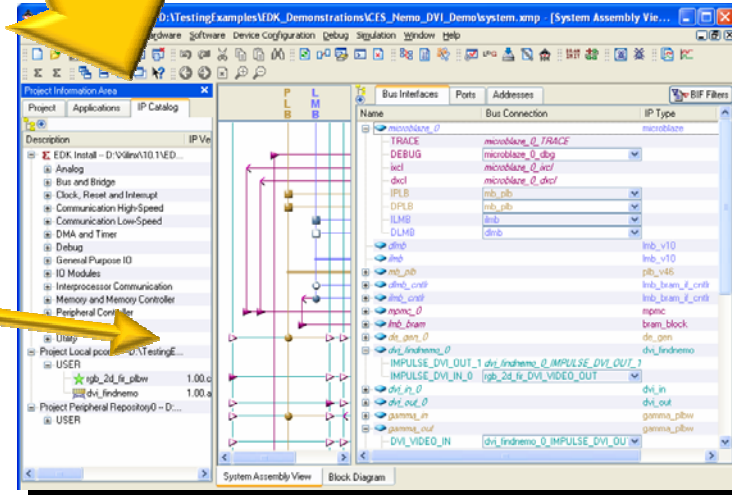 D:\TestingExamples\EDK_Demonstrations\CES_Nemo_DVI_Demo\system.xmp - [System Assembly Vie...
Hardware Software Device Configuration Debug Simulation Window Help
Project Information Area
Project Applications IP Catalog
Description IP Ve
EDK Install - D:\Xilinx\10.1\ED...
Analog
Bus and Bridge
Clock, Reset and Interrupt
Communication High-Speed
Communication Low-Speed
DMA and Timer
Debug
General Purpose IO
IO Modules
Interprocessor Communication
Memory and Memory Controller
Peripheral Controller
Utility
Project Local
USER
rgb_2d_fir_plbw 1.00.c
dvi_findnemo 1.00.a
Project Peripheral Repository0 - D:...
USER
P L
L M
B B
Bus Interfaces Ports Addresses BIF Filters
Name Bus Connection IP Type
microblaze_0 microblaze
TRACE microblaze_0_TRACE
DEBUG microblaze_0_dbg
ixcl microblaze_0_ixcl
dxcl microblaze_0_dxcl
IPLB mb_plb
DPLB mb_plb
ILMB ilmb
DLMB dlmb
dlmb lmb_v10
ilmb lmb_v10
mb_plb plb_v46
dlmb_cntlr lmb_bram_if_cntlr
ilmb_cntlr lmb_bram_if_cntlr
mpmc_0 mpmc
lmb_bram bram_block
de_gen_0 de_gen
dvi_findnemo_0 dvi_findnemo
IMPULSE_DVI_OUT_1 dvi_findnemo_0_IMPULSE_DVI_OUT_1
IMPULSE_DVI_IN_0 rgb_2d_fir_DVI_VIDEO_OUT
dvi_in_0 dvi_in
dvi_out_0 dvi_out
gamma_in gamma_plbw
gamma_out gamma_plbw
DVI_VIDEO_IN dvi_findnemo_0_IMPULSE_DVI_OU
System Assembly View Block Diagram